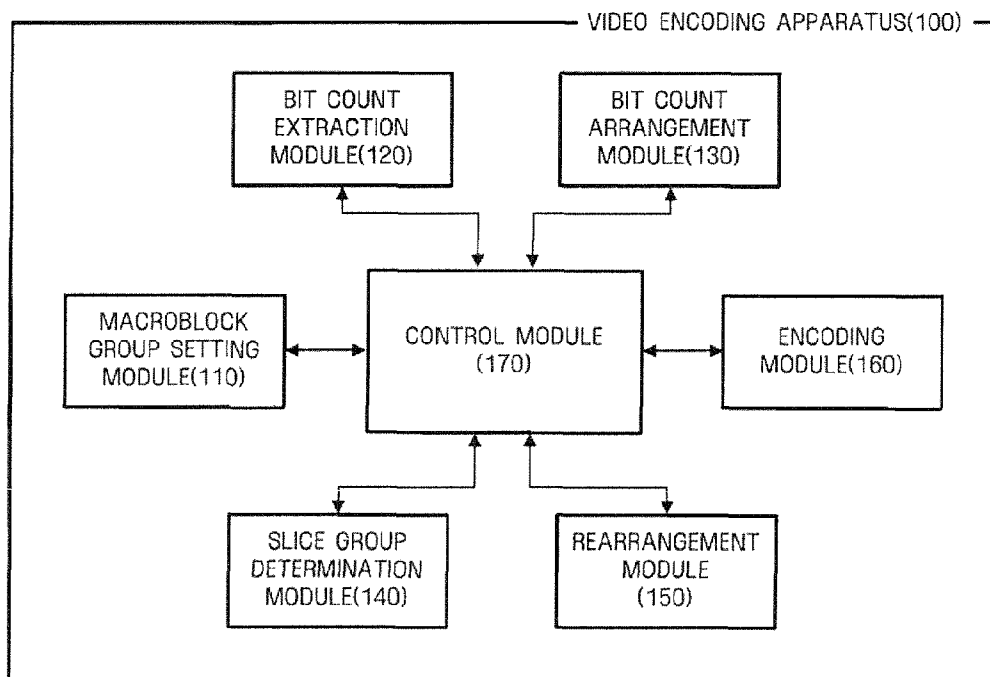 VIDEO ENCODING APPARATUS(100)
BIT COUNT
EXTRACTION
MODULE(120)
BIT COUNT
ARRANGEMENT
MODULE(130)
MACROBLOCK
GROUP SETTING
MODULE(110)
CONTROL MODULE
(170)
ENCODING
MODULE(160)
SLICE GROUP
DETERMINATION
MODULE(140)
REARRANGEMENT
MODULE
(150)